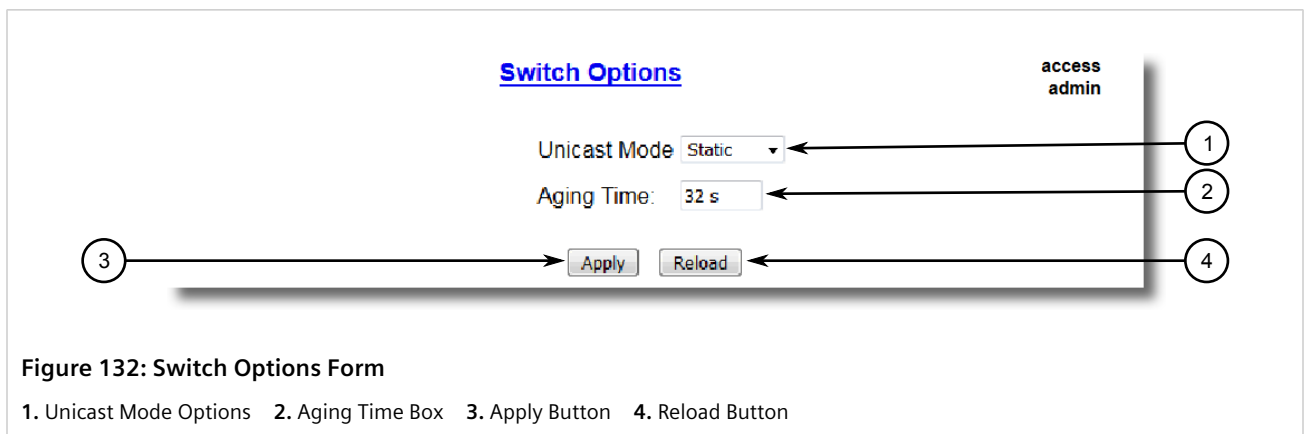 Switch Options
access
admin
Unicast Mode Static
1
Aging Time: 32 s
2
3
Apply Reload
4
Figure 132: Switch Options Form
1. Unicast Mode Options 2. Aging Time Box 3. Apply Button 4. Reload Button